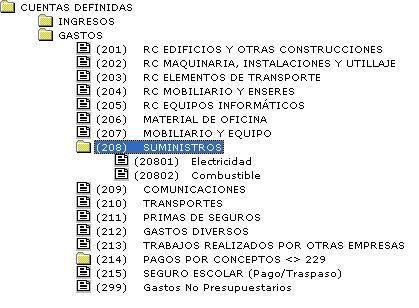 CUENTAS DEFINIDAS
INGRESOS
GASTOS
(201) RC EDIFICIOS Y OTRAS CONSTRUCCIONES
(202) RC MAQUINARIA, INSTALACIONES Y UTILLAJE
(203) RC ELEMENTOS DE TRANSPORTE
(204) RC MOBILIARIO Y ENSERES
(205) RC EQUIPOS INFORMÁTICOS
(206) MATERIAL DE OFICINA
(207) MOBILIARIO Y EQUIPO
(208) SUMINISTROS
(20801) Electricidad
(20802) Combustible
(209) COMUNICACIONES
(210) TRANSPORTES
(211) PRIMAS DE SEGUROS
(212) GASTOS DIVERSOS
(213) TRABAJOS REALIZADOS POR OTRAS EMPRESAS
(214) PAGOS POR CONCEPTOS <> 229
(215) SEGURO ESCOLAR (Pago/Traspaso)
(299) Gastos No Presupuestarios